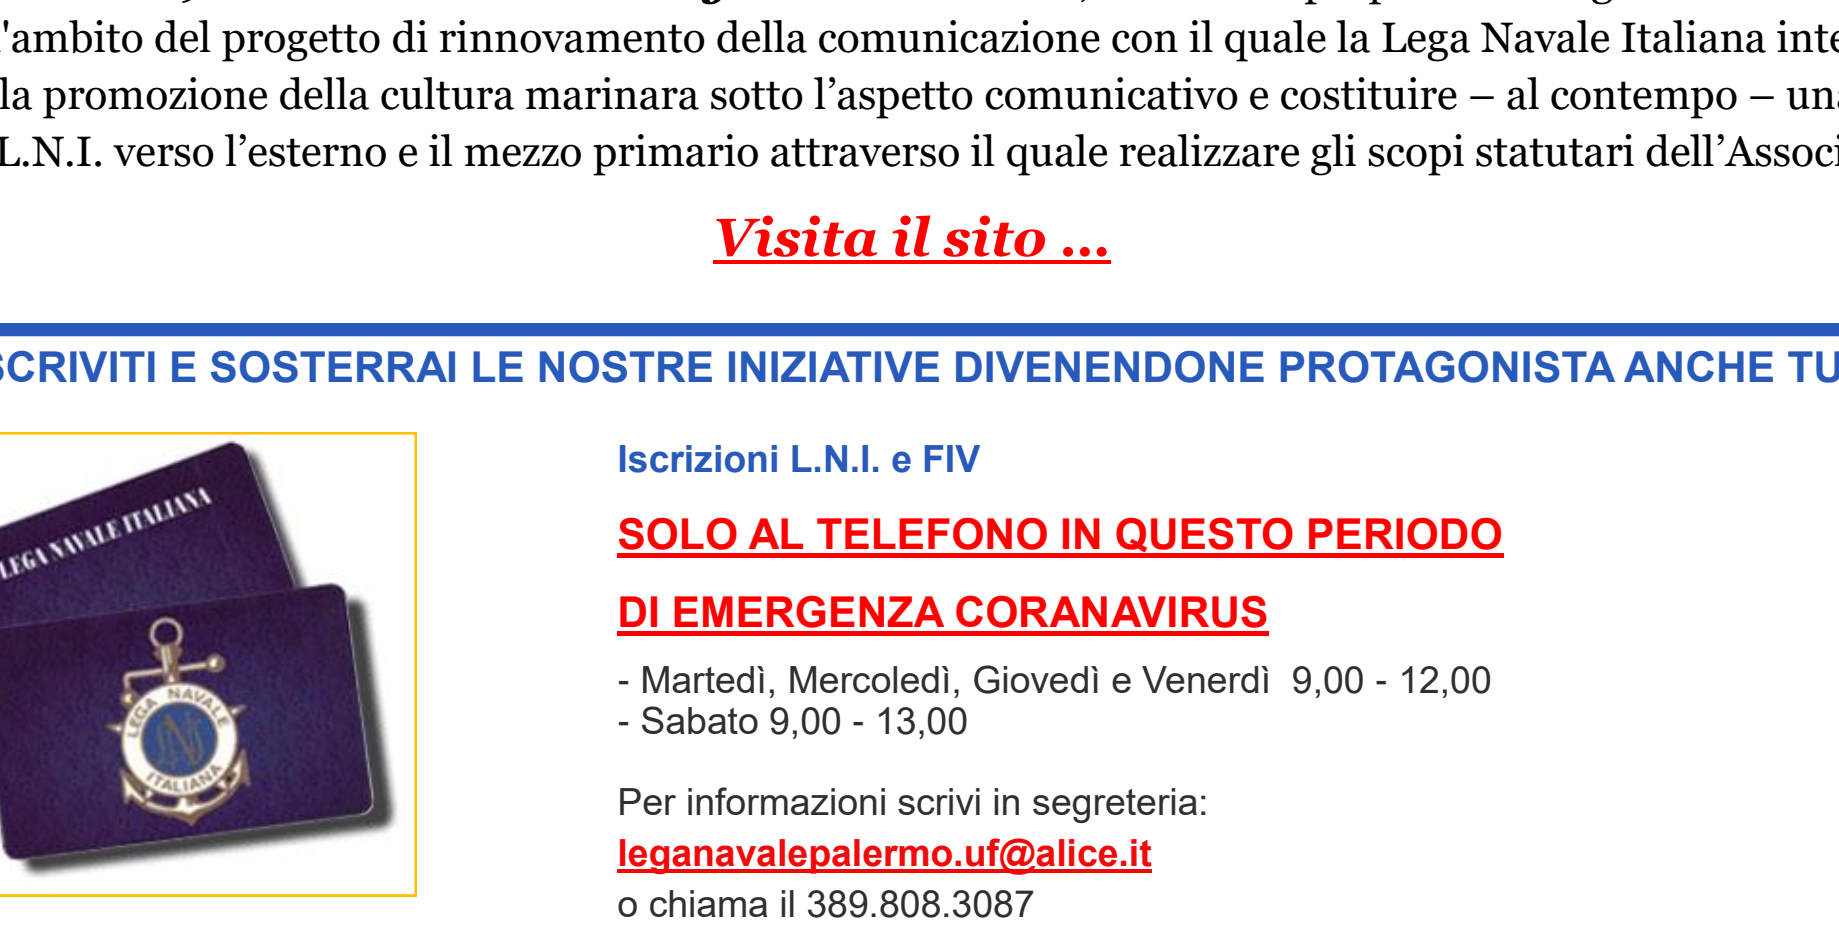 l'ambito del progetto di rinnovamento della comunicazione con il quale la Lega Navale Italiana inte
la promozione della cultura marinara sotto l’aspetto comunicativo e costituire – al contempo – una
L.N.I. verso l’esterno e il mezzo primario attraverso il quale realizzare gli scopi statutari dell’Associ
Visita il sito ...
SCRIVITI E SOSTERRAI LE NOSTRE INIZIATIVE DIVENENDONE PROTAGONISTA ANCHE TU
LEGA NAVALE ITALIANA
LEGA NAVALE
ITALIANA
Iscrizioni L.N.I. e FIV
SOLO AL TELEFONO IN QUESTO PERIODO
DI EMERGENZA CORANAVIRUS
- Martedì, Mercoledì, Giovedì e Venerdì 9,00 - 12,00
- Sabato 9,00 - 13,00
Per informazioni scrivi in segreteria:
leganavalepalermo.uf@alice.it
o chiama il 389.808.3087